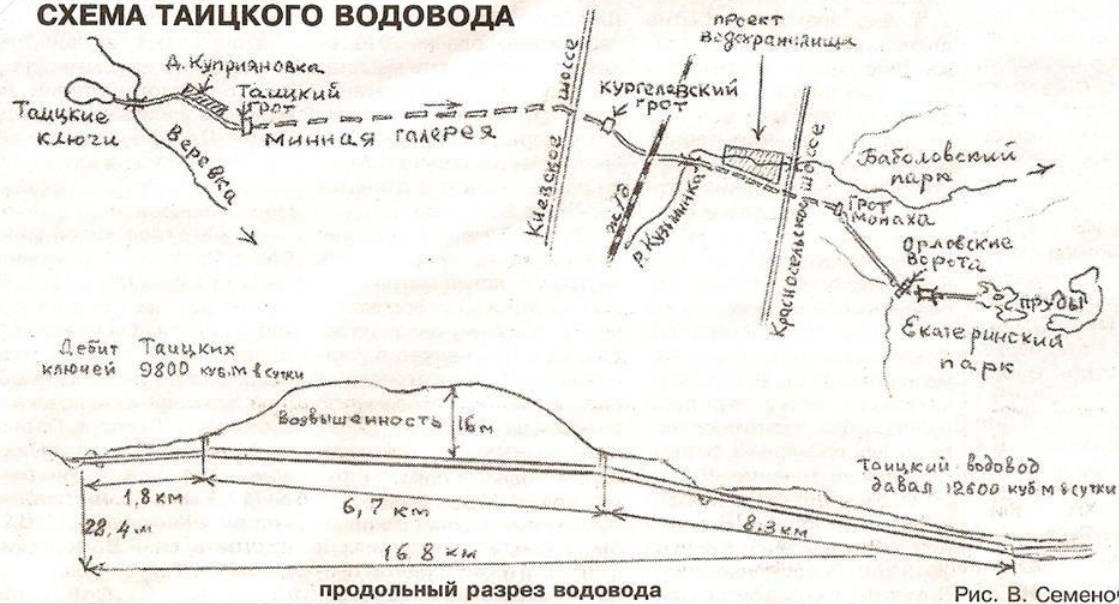 СХЕМА ТАИЦКОГО ВОДОВОДА
проект
водохранилища
Д. Куприяновка
Таицкий
грот
Таицкие
ключи
Веревка
Минная галерея
Киевское шоссе
Кургелевский
грот
ж/д
р. Кузьминка
Красносельское шоссе
Баболовский
парк
Грот
Монаха
Орловские
ворота
пруды
Екатеринский
парк
Дебит Таицких
ключей 9800 куб.м в сутки
Возвышенность
16м
Таицкий водовод
давал 12600 куб.м в сутки
1,8 км
6,7 км
8,3 км
28,4 м
16.8 км
продольный разрез водовода
Рис. В. Семено